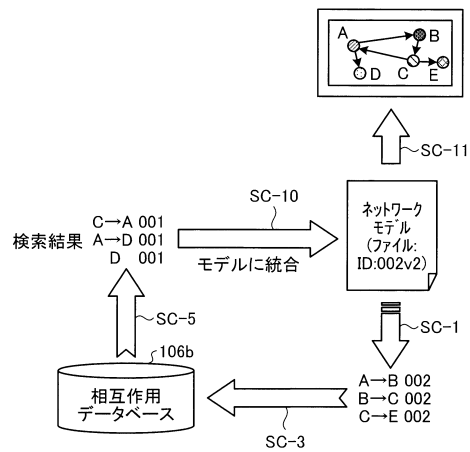 A
B
D
C
E
SC-11
SC-10
ネットワーク
モデル
(ファイル:
ID:002v2)
検索結果
C→A 001
A→D 001
D 001
モデルに統合
SC-5
SC-1
106b
相互作用
データベース
A→B 002
B→C 002
C→E 002
SC-3